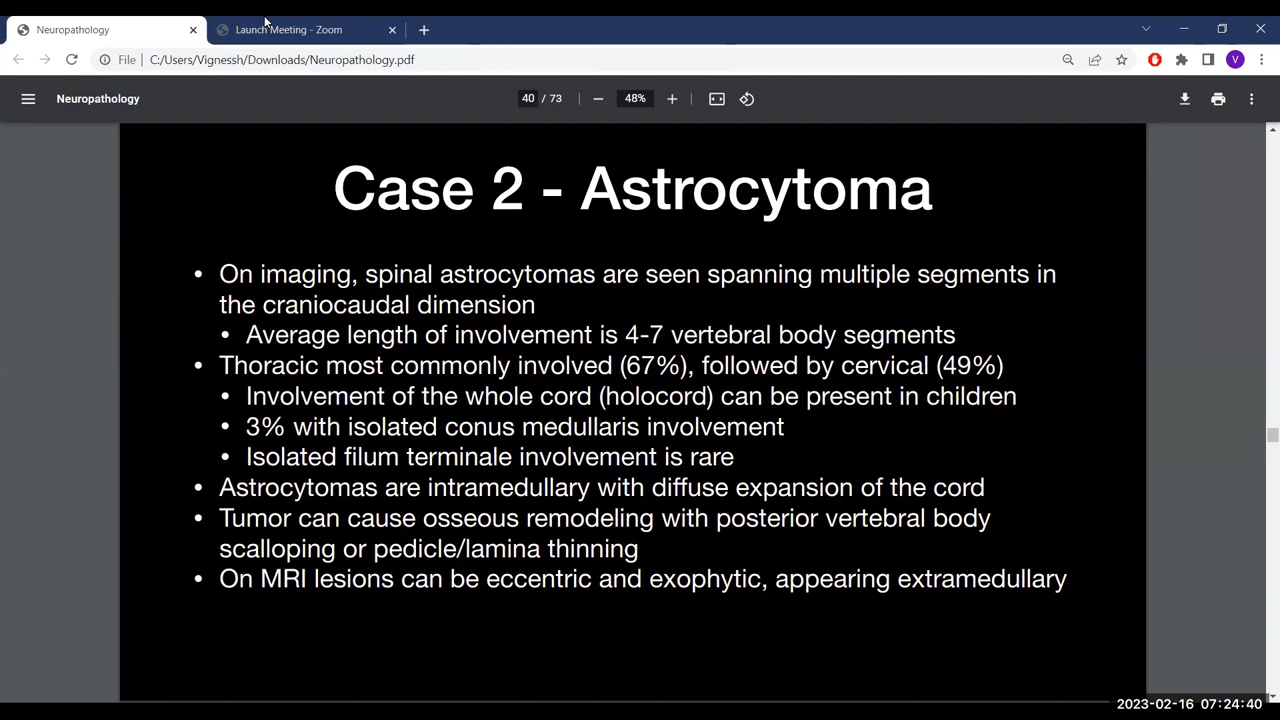 Neuropathology
Launch Meeting - Zoom
File C:/Users/Vignessh/Downloads/Neuropathology.pdf
V
Neuropathology
40 / 73
48%
Case 2 - Astrocytoma
• On imaging, spinal astrocytomas are seen spanning multiple segments in
the craniocaudal dimension
• Average length of involvement is 4-7 vertebral body segments
• Thoracic most commonly involved (67%), followed by cervical (49%)
• Involvement of the whole cord (holocord) can be present in children
• 3% with isolated conus medullaris involvement
• Isolated filum terminale involvement is rare
• Astrocytomas are intramedullary with diffuse expansion of the cord
• Tumor can cause osseous remodeling with posterior vertebral body
scalloping or pedicle/lamina thinning
• On MRI lesions can be eccentric and exophytic, appearing extramedullary
2023-02-16 07:24:40